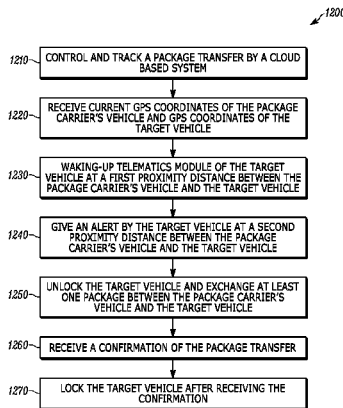 1200
1210
CONTROL AND TRACK A PACKAGE TRANSFER BY A CLOUD
BASED SYSTEM
1220
RECEIVE CURRENT GPS COORDINATES OF THE PACKAGE
CARRIER'S VEHICLE AND GPS COORDINATES OF THE
TARGET VEHICLE
1230
WAKING-UP TELEMATICS MODULE OF THE TARGET
VEHICLE AT A FIRST PROXIMITY DISTANCE BETWEEN
THE PACKAGE CARRIER'S VEHICLE AND THE TARGET VEHICLE
1240
GIVE AN ALERT BY THE TARGET VEHICLE AT A SECOND
PROXIMITY DISTANCE BETWEEN THE PACKAGE
CARRIER'S VEHICLE AND THE TARGET VEHICLE
1250
UNLOCK THE TARGET VEHICLE AND EXCHANGE AT LEAST
ONE PACKAGE BETWEEN THE PACKAGE CARRIER'S
VEHICLE AND THE TARGET VEHICLE
1260
RECEIVE A CONFIRMATION OF THE PACKAGE TRANSFER
1270
LOCK THE TARGET VEHICLE AFTER RECEIVING THE
CONFIRMATION